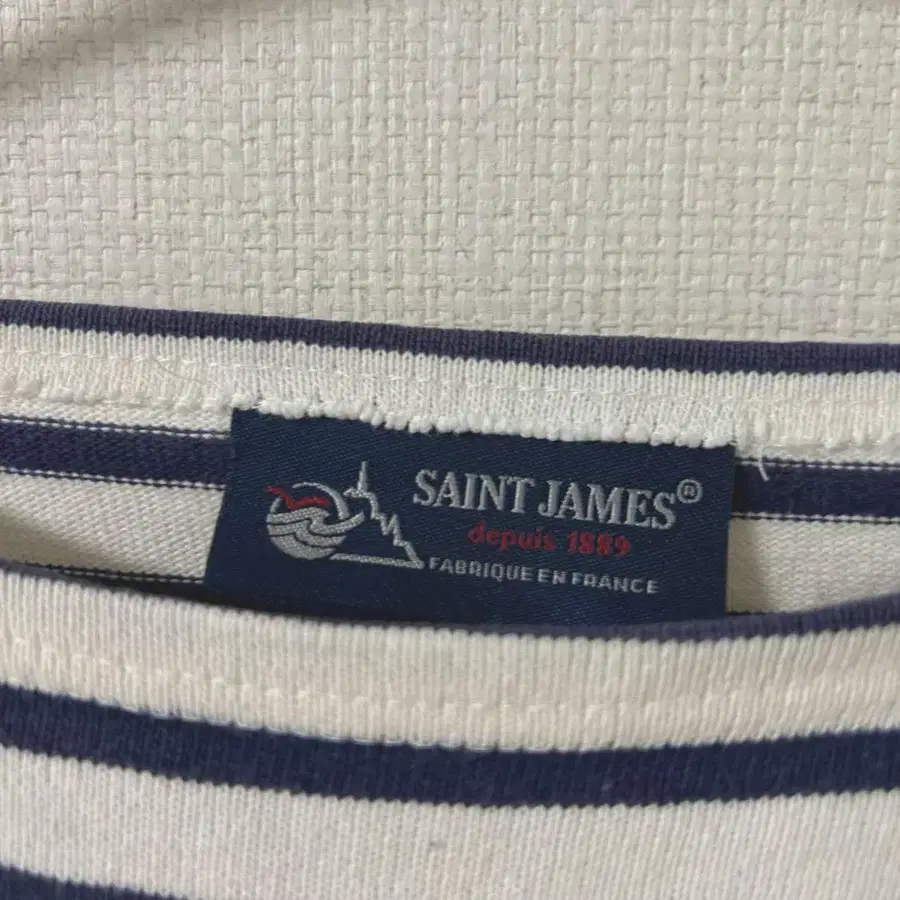 SAINT JAMES®
depuis 1889
FABRIQUE EN FRANCE